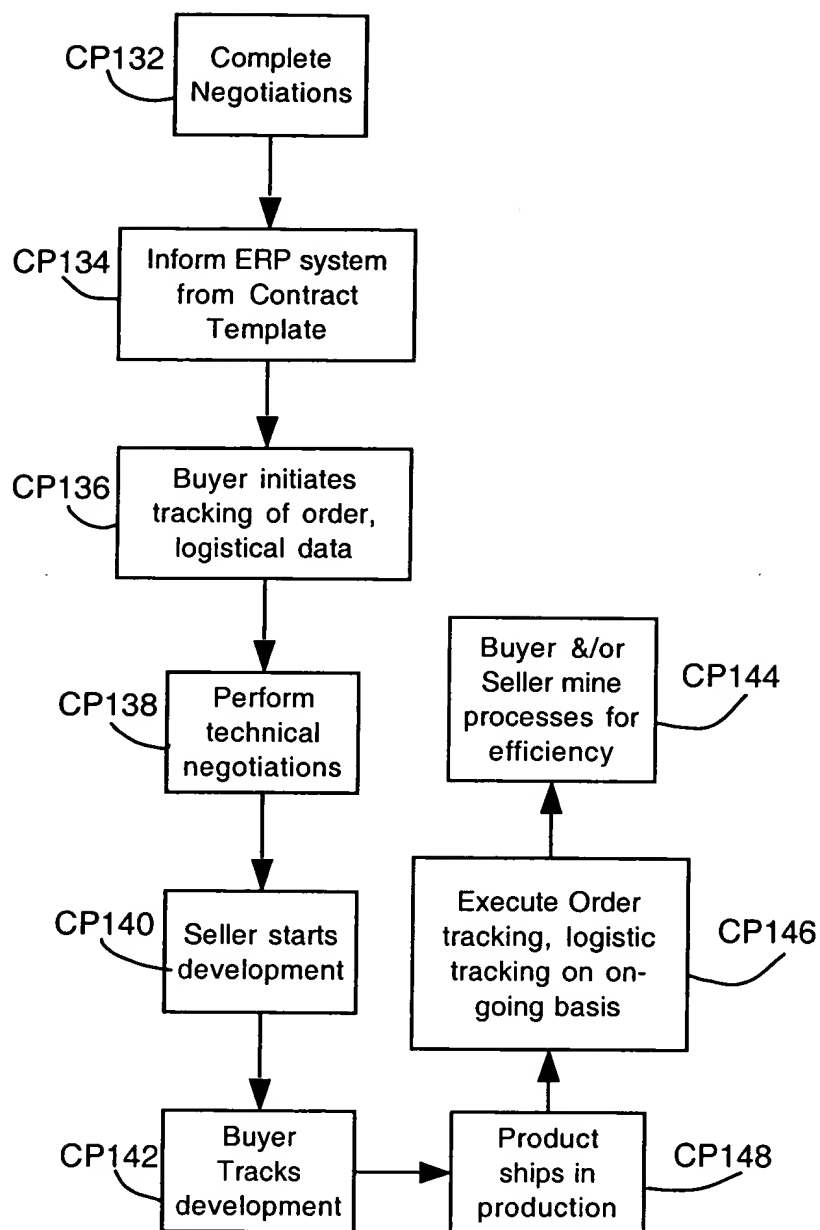 CP132
Complete
Negotiations
CP134
Inform ERP system
from Contract
Template
CP136
Buyer initiates
tracking of order,
logistical data
CP138
Perform
technical
negotiations
CP140
Seller starts
development
CP142
Buyer
Tracks
development
Product
ships in
production
CP148
Execute Order
tracking, logistic
tracking on on-
going basis
CP146
Buyer &/or
Seller mine
processes for
efficiency
CP144